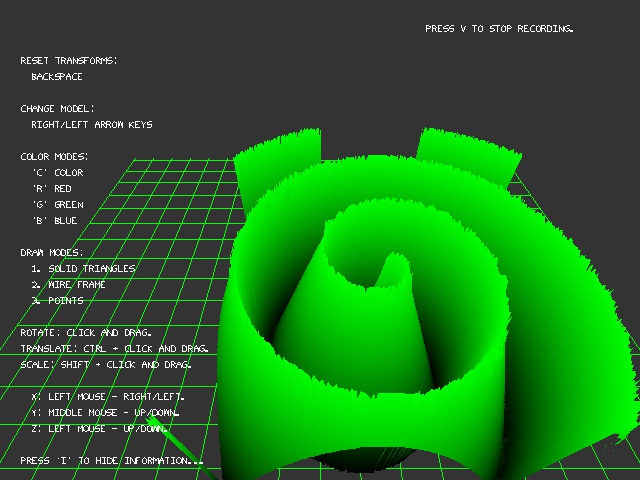 PRESS V TO STOP RECORDING.
RESET TRANSFORMS:
BACKSPACE
CHANGE MODEL:
RIGHT/LEFT ARROW KEYS
COLOR MODES:
'C' COLOR
'R' RED
'G' GREEN
'B' BLUE
DRAW MODES:
1. SOLID TRIANGLES
2. WIRE FRAME
3. POINTS
ROTATE: CLICK AND DRAG.
TRANSLATE: CTRL + CLICK AND DRAG.
SCALE: SHIFT + CLICK AND DRAG.
X: LEFT MOUSE - RIGHT/LEFT.
Y: MIDDLE MOUSE - UP/DOWN.
Z: LEFT MOUSE - UP/DOWN.
PRESS 'I' TO HIDE INFORMATION...